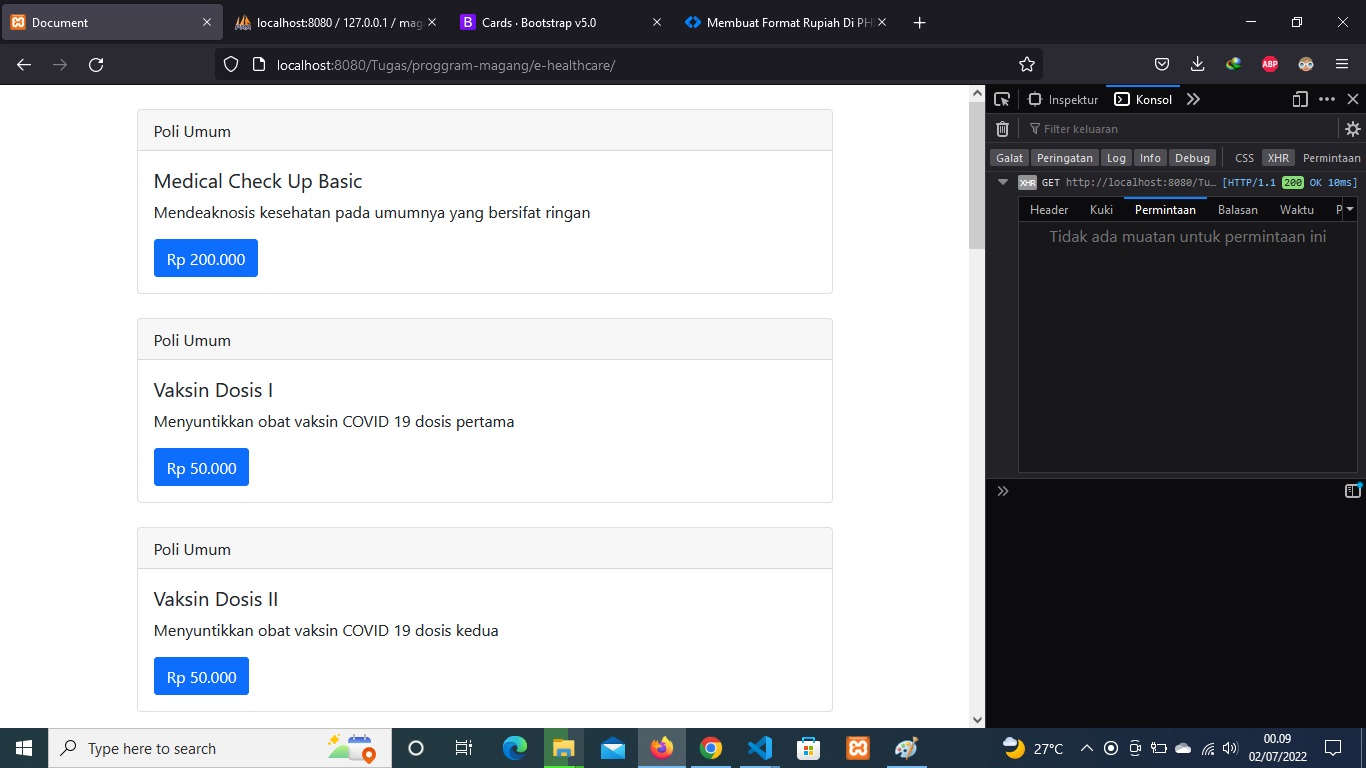 Document
localhost:8080 / 127.0.0.1 / mag
Cards · Bootstrap v5.0
Membuat Format Rupiah Di PH
localhost:8080/Tugas/proggram-magang/e-healthcare/
ABP
Poli Umum
Medical Check Up Basic
Mendeaknosis kesehatan pada umumnya yang bersifat ringan
Rp 200.000
Poli Umum
Vaksin Dosis I
Menyuntikkan obat vaksin COVID 19 dosis pertama
Rp 50.000
Poli Umum
Vaksin Dosis II
Menyuntikkan obat vaksin COVID 19 dosis kedua
Rp 50.000
Inspektur Konsol
Filter keluaran
Galat Peringatan Log Info Debug CSS XHR Permintaan
XHR GET http://localhost:8080/Tu… [HTTP/1.1 200 OK 10ms]
Header Kuki Permintaan Balasan Waktu P
Tidak ada muatan untuk permintaan ini
Type here to search
27°C
00.09
02/07/2022